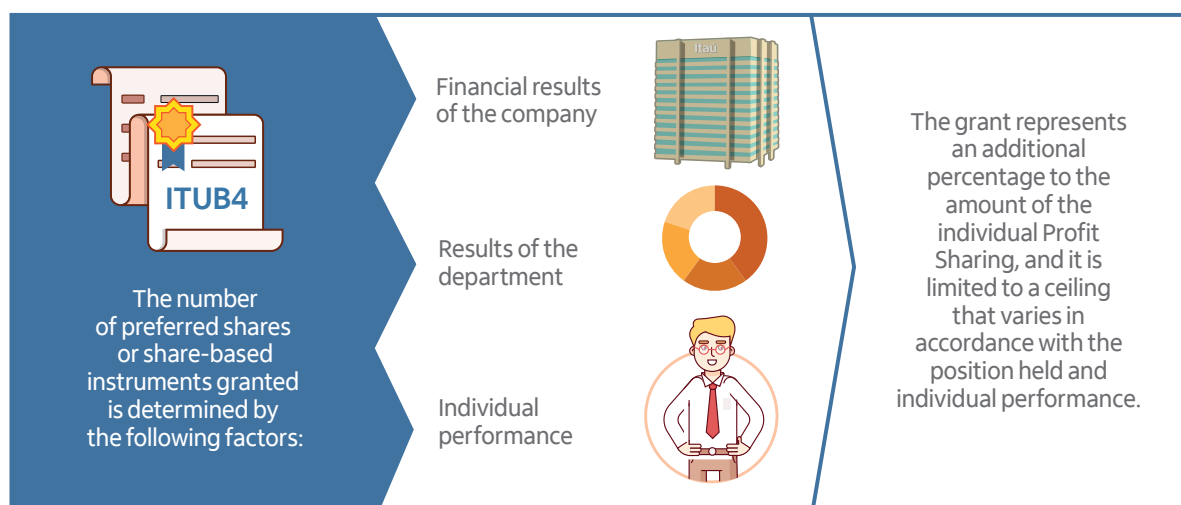 ITUB4
The number
of preferred shares
or share-based
instruments granted
is determined by
the following factors:
Financial results
of the company
Itaú
Results of the
department
Individual
performance
The grant represents
an additional
percentage to the
amount of the
individual Profit
Sharing, and it is
limited to a ceiling
that varies in
accordance with the
position held and
individual performance.